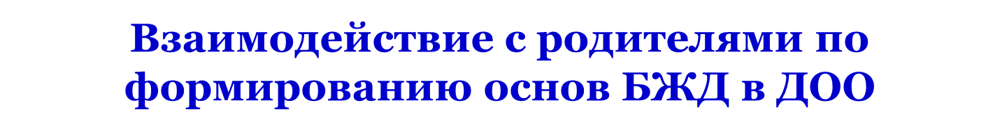 Взаимодействие с родителями по
формированию основ БЖД в ДОО